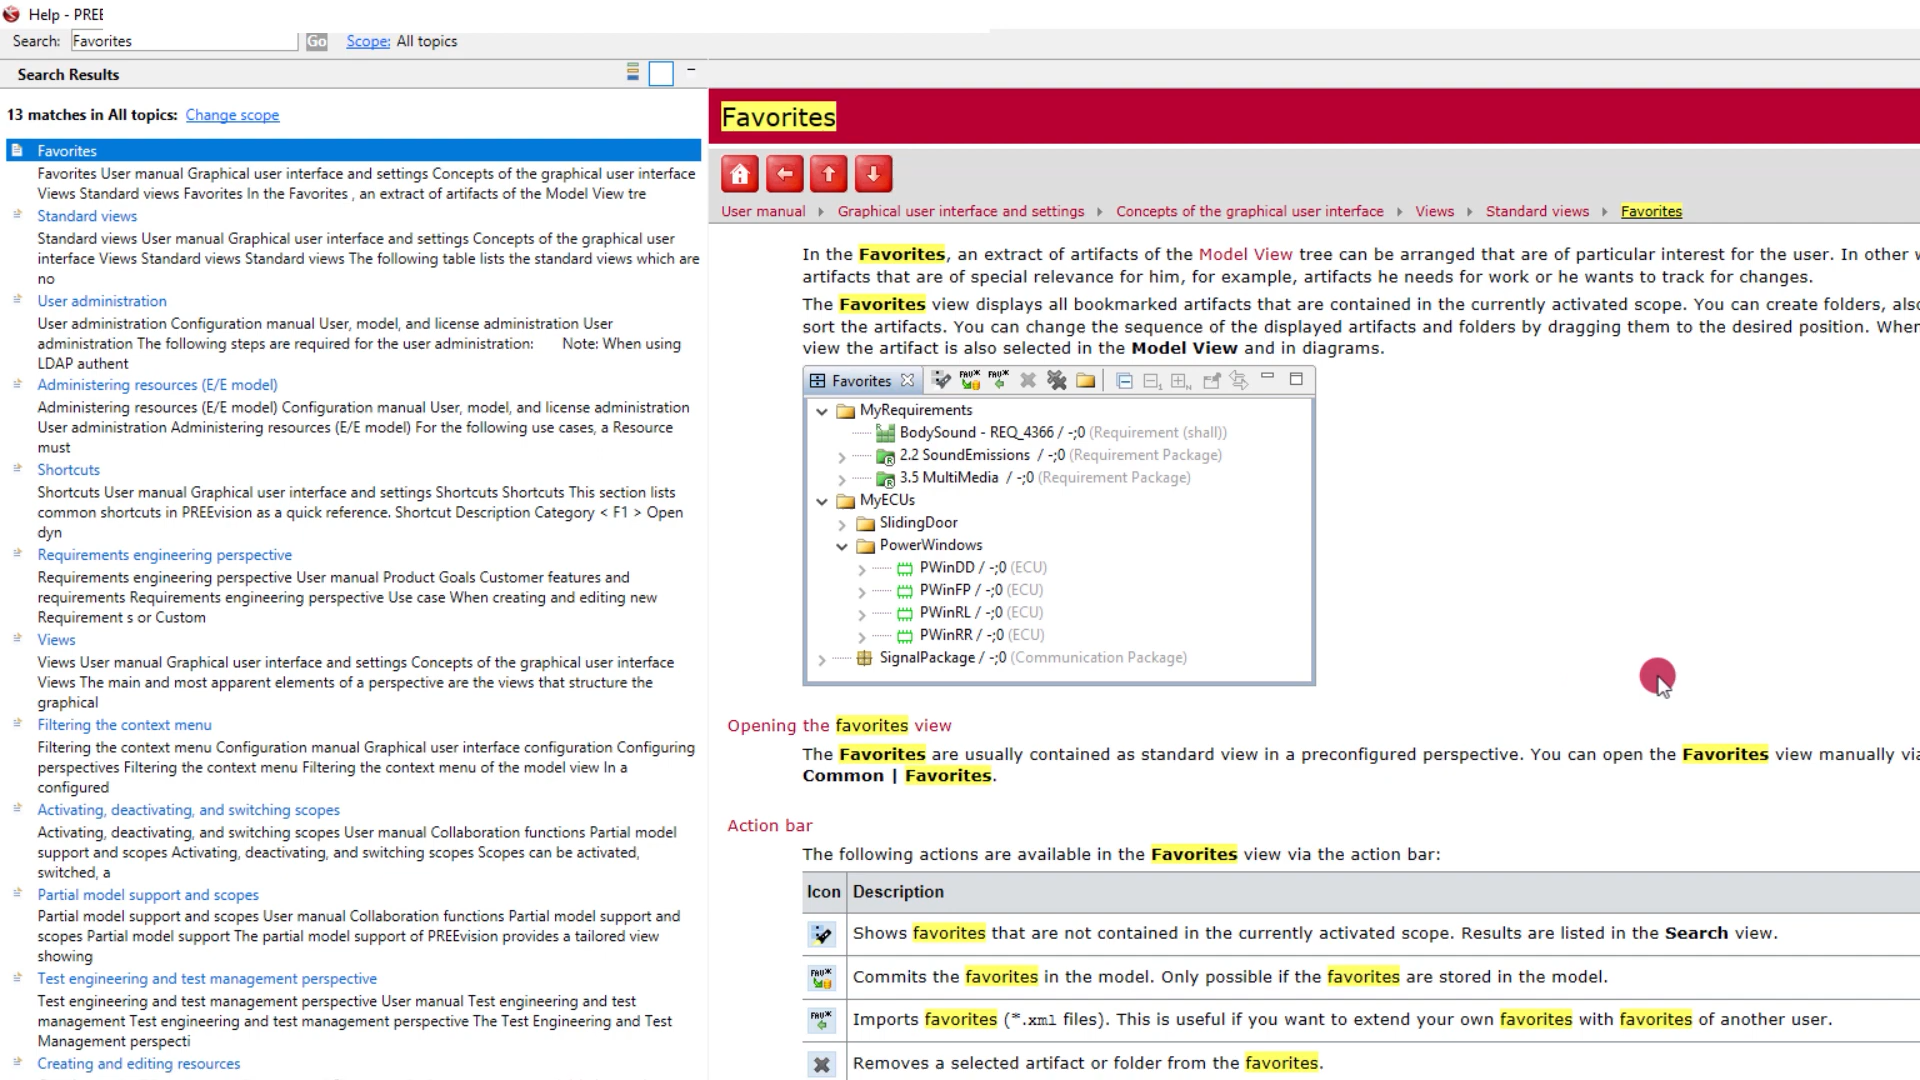 Help - PREE
Search: Favorites Go Scope: All topics
Search Results
13 matches in All topics: Change scope
Favorites
Favorites User manual Graphical user interface and settings Concepts of the graphical user interface
Views Standard views Favorites In the Favorites , an extract of artifacts of the Model View tre
Standard views
Standard views User manual Graphical user interface and settings Concepts of the graphical user
interface Views Standard views Standard views The following table lists the standard views which are
no
User administration
User administration Configuration manual User, model, and license administration User
administration The following steps are required for the user administration: Note: When using
LDAP authent
Administering resources (E/E model)
Administering resources (E/E model) Configuration manual User, model, and license administration
User administration Administering resources (E/E model) For the following use cases, a Resource
must
Shortcuts
Shortcuts User manual Graphical user interface and settings Shortcuts Shortcuts This section lists
common shortcuts in PREEvision as a quick reference. Shortcut Description Category < F1 > Open
dyn
Requirements engineering perspective
Requirements engineering perspective User manual Product Goals Customer features and
requirements Requirements engineering perspective Use case When creating and editing new
Requirement s or Custom
Views
Views User manual Graphical user interface and settings Concepts of the graphical user interface
Views The main and most apparent elements of a perspective are the views that structure the
graphical
Filtering the context menu
Filtering the context menu Configuration manual Graphical user interface configuration Configuring
perspectives Filtering the context menu Filtering the context menu of the model view In a
configured
Activating, deactivating, and switching scopes
Activating, deactivating, and switching scopes User manual Collaboration functions Partial model
support and scopes Activating, deactivating, and switching scopes Scopes can be activated,
switched, a
Partial model support and scopes
Partial model support and scopes User manual Collaboration functions Partial model support and
scopes Partial model support The partial model support of PREEvision provides a tailored view
showing
Test engineering and test management perspective
Test engineering and test management perspective User manual Test engineering and test
management Test engineering and test management perspective The Test Engineering and Test
Management perspecti
Creating and editing resources
Favorites
User manual Graphical user interface and settings Concepts of the graphical user interface Views Standard views Favorites
In the Favorites, an extract of artifacts of the Model View tree can be arranged that are of particular interest for the user. In other
artifacts that are of special relevance for him, for example, artifacts he needs for work or he wants to track for changes.
The Favorites view displays all bookmarked artifacts that are contained in the currently activated scope. You can create folders, also
sort the artifacts. You can change the sequence of the displayed artifacts and folders by dragging them to the desired position. When
view the artifact is also selected in the Model View and in diagrams.
Favorites
MyRequirements
BodySound - REQ_4366 / -;0 (Requirement (shall))
2.2 SoundEmissions / -;0 (Requirement Package)
3.5 MultiMedia / -;0 (Requirement Package)
MyECUs
SlidingDoor
PowerWindows
PWinDD / -;0 (ECU)
PWinFP / -;0 (ECU)
PWinRL / -;0 (ECU)
PWinRR / -;0 (ECU)
SignalPackage / -;0 (Communication Package)
Opening the favorites view
The Favorites are usually contained as standard view in a preconfigured perspective. You can open the Favorites view manually via
Common | Favorites.
Action bar
The following actions are available in the Favorites view via the action bar:
Icon Description
Shows favorites that are not contained in the currently activated scope. Results are listed in the Search view.
Commits the favorites in the model. Only possible if the favorites are stored in the model.
Imports favorites (*.xml files). This is useful if you want to extend your own favorites with favorites of another user.
Removes a selected artifact or folder from the favorites.